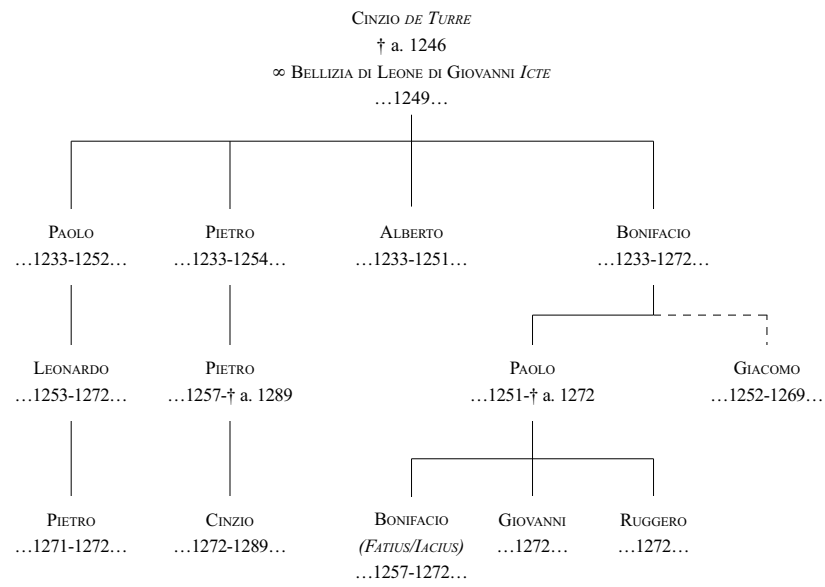 Cinzio de Turre
† a. 1246
∞ Bellizia di Leone di Giovanni Icte
…1249…
Paolo Pietro Alberto Bonifacio
…1233-1252… …1233-1254… …1233-1251… …1233-1272…
Leonardo Pietro Paolo Giacomo
…1253-1272… …1257-† a. 1289 …1251-† a. 1272 …1252-1269…
Pietro Cinzio Bonifacio Giovanni Ruggero
…1271-1272… …1272-1289… (Fatius/Iacius) …1272… …1272…
…1257-1272…